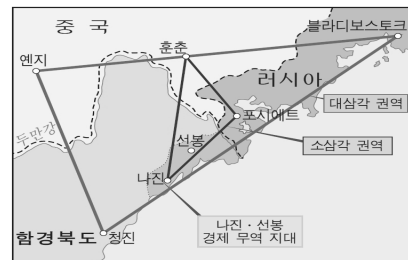 중국
블라디보스토크
훈춘
옌지
러시아
대삼각 권역
포시에트
두만강
선봉
소삼각 권역
나진
나진·선봉
경제 무역 지대
함경북도
청진